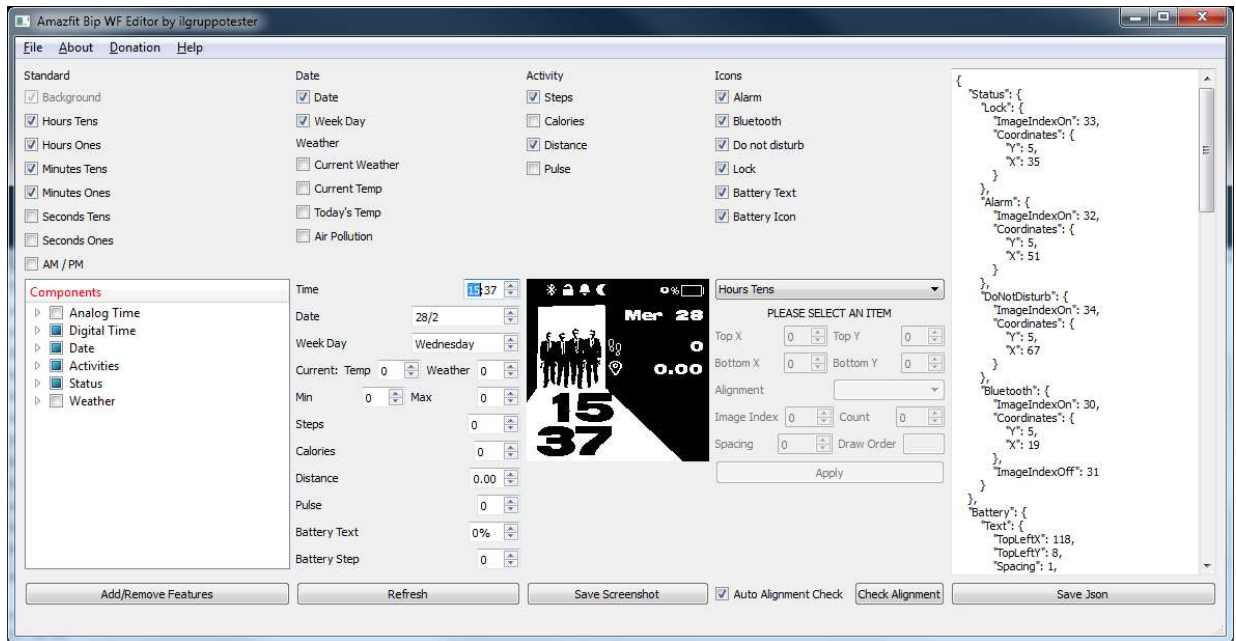 Amazfit Bip WF Editor by ilgruppotester
File About Donation Help
Standard
Background
Hours Tens
Hours Ones
Minutes Tens
Minutes Ones
Seconds Tens
Seconds Ones
AM / PM
Date
Date
Week Day
Weather
Current Weather
Current Temp
Today's Temp
Air Pollution
Activity
Steps
Calories
Distance
Pulse
Icons
Alarm
Bluetooth
Do not disturb
Lock
Battery Text
Battery Icon
Components
Analog Time
Digital Time
Date
Activities
Status
Weather
Time 15:37
Date 28/2
Week Day Wednesday
Current: Temp 0 Weather 0
Min 0 Max 0
Steps 0
Calories 0
Distance 0.00
Pulse 0
Battery Text 0%
Battery Step 0
0%
Mer 28
0
0.00
15
37
Hours Tens
PLEASE SELECT AN ITEM
Top X 0 Top Y 0
Bottom X 0 Bottom Y 0
Alignment
Image Index 0 Count 0
Spacing 0 Draw Order
Apply
{
"Status": {
"Lock": {
"ImageIndexOn": 33,
"Coordinates": {
"Y": 5,
"X": 35
}
},
"Alarm": {
"ImageIndexOn": 32,
"Coordinates": {
"Y": 5,
"X": 51
}
},
"DoNotDisturb": {
"ImageIndexOn": 34,
"Coordinates": {
"Y": 5,
"X": 67
}
},
"Bluetooth": {
"ImageIndexOn": 30,
"Coordinates": {
"Y": 5,
"X": 19
},
"ImageIndexOff": 31
}
},
"Battery": {
"Text": {
"TopLeftX": 118,
"TopLeftY": 8,
"Spacing": 1,
Add/Remove Features
Refresh
Save Screenshot
Auto Alignment Check
Check Alignment
Save Json